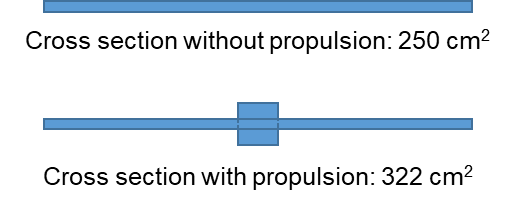 Cross section without propulsion: 250 cm²
Cross section with propulsion: 322 cm²